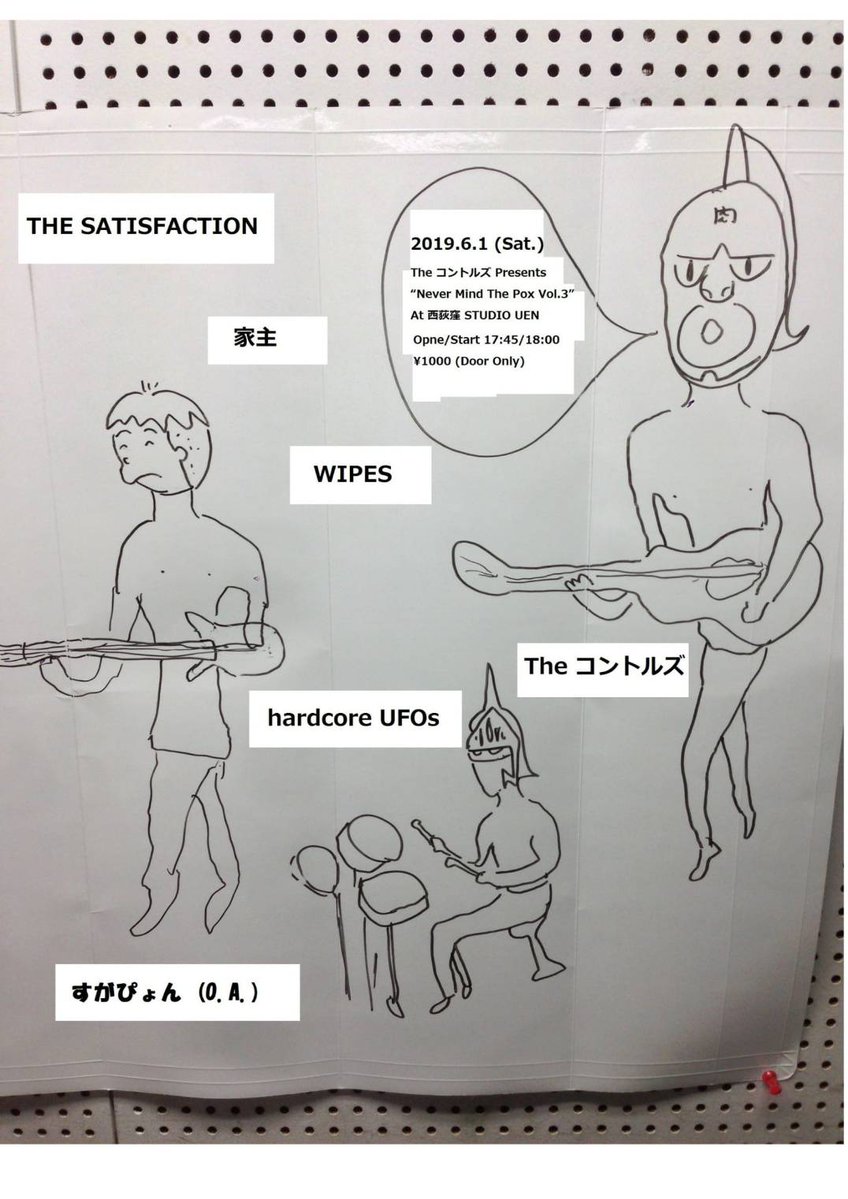 THE SATISFACTION
2019.6.1 (Sat.)
The コントルズ Presents
“Never Mind The Pox Vol.3”
At 西荻窪 STUDIO UEN
Opne/Start 17:45/18:00
¥1000 (Door Only)
肉
家主
WIPES
The コントルズ
hardcore UFOs
すがぴょん (O.A.)